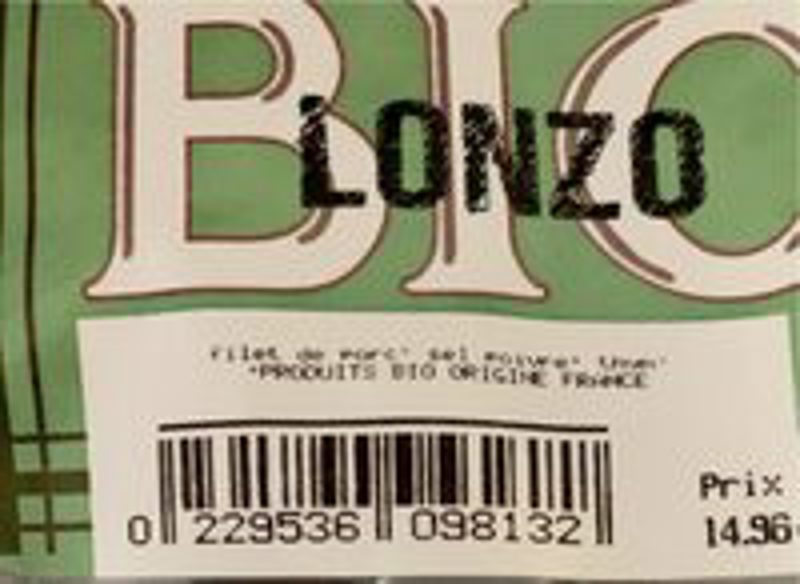 BIO
LONZO
filet de porc* sel poivre* thym*
*PRODUITS BIO ORIGINE FRANCE
0 229536 098132
Prix
14.96